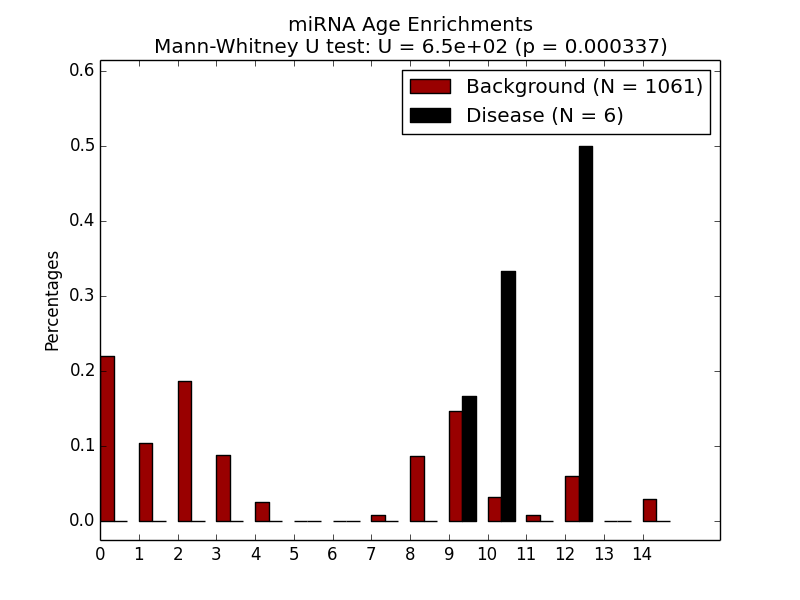 miRNA Age Enrichments
Mann-Whitney U test: U = 6.5e+02 (p = 0.000337)
Background (N = 1061)
Disease (N = 6)
Percentages
0.6
0.5
0.4
0.3
0.2
0.1
0.0
0 1 2 3 4 5 6 7 8 9 10 11 12 13 14